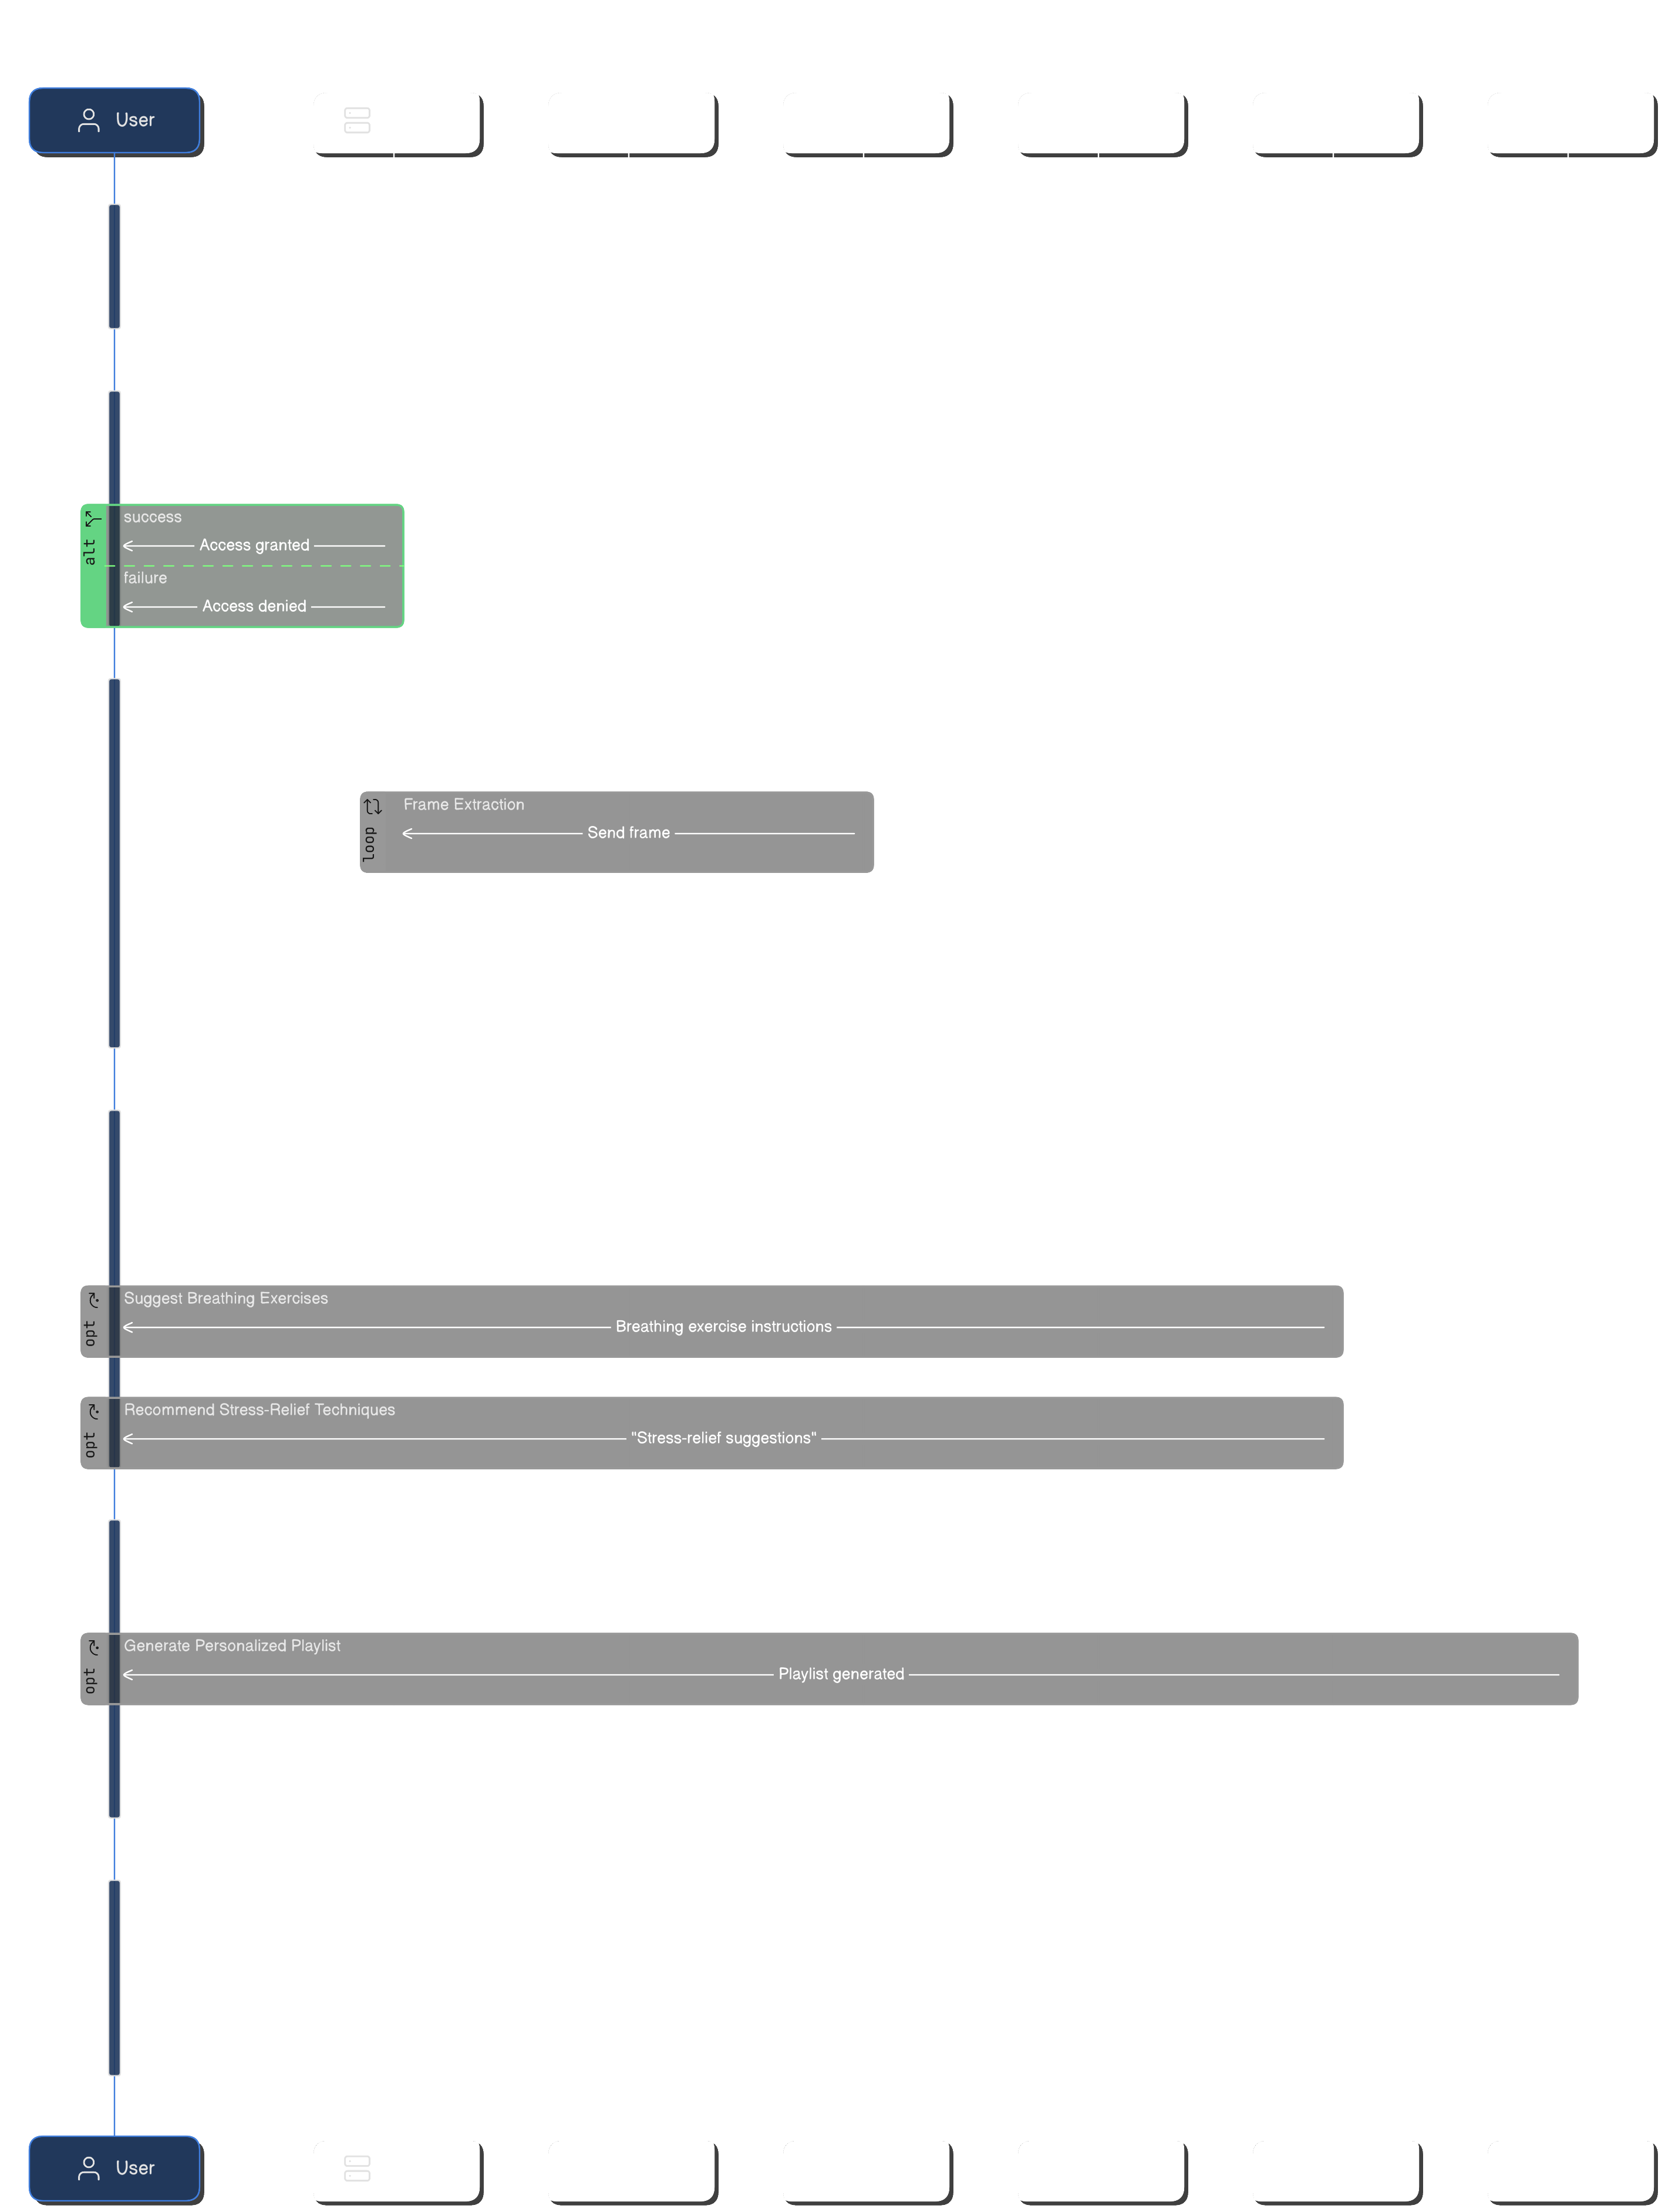 User
alt
success
Access granted
failure
Access denied
loop
Frame Extraction
Send frame
opt
Suggest Breathing Exercises
Breathing exercise instructions
opt
Recommend Stress-Relief Techniques
"Stress-relief suggestions"
opt
Generate Personalized Playlist
Playlist generated
User